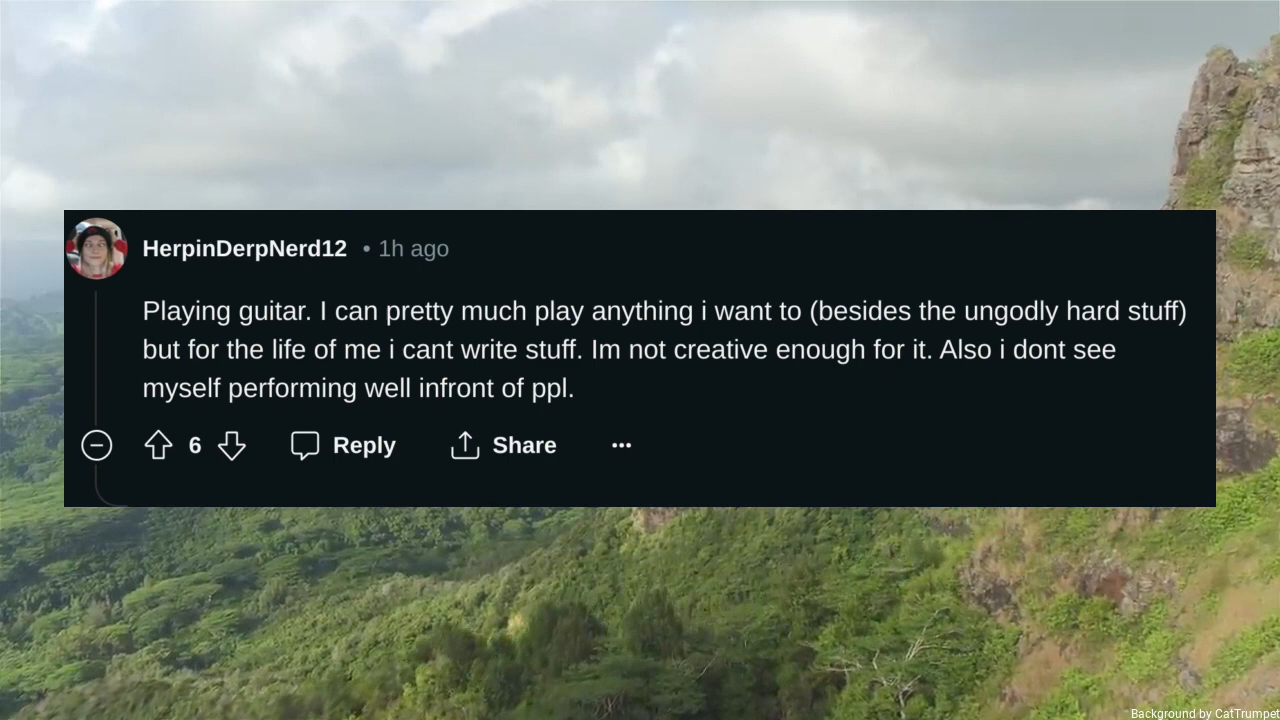 HerpinDerpNerd12 • 1h ago
Playing guitar. I can pretty much play anything i want to (besides the ungodly hard stuff)
but for the life of me i cant write stuff. Im not creative enough for it. Also i dont see
myself performing well infront of ppl.
6 Reply Share
Background by CatTrumpet